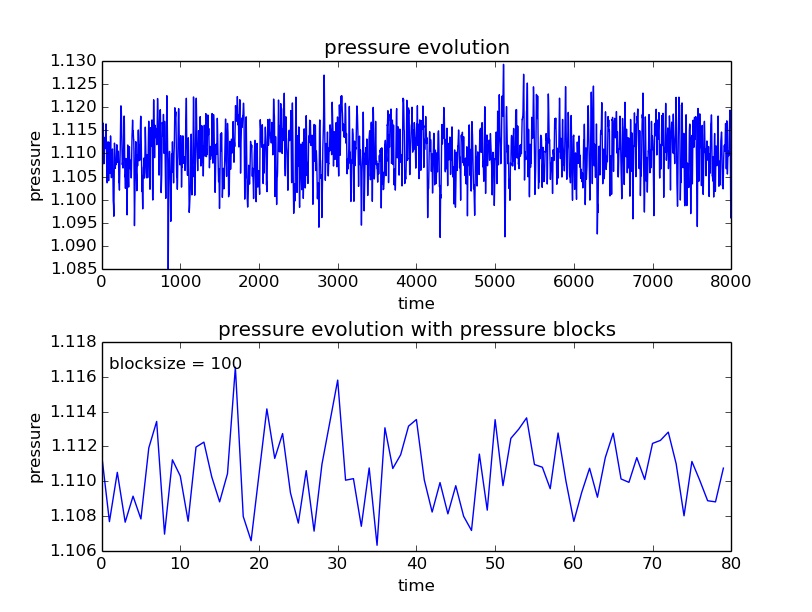 pressure evolution
1.130
1.125
1.120
1.115
1.110
1.105
1.100
1.095
1.090
1.085
pressure
0 1000 2000 3000 4000 5000 6000 7000 8000
time
pressure evolution with pressure blocks
blocksize = 100
1.118
1.116
1.114
1.112
1.110
1.108
1.106
pressure
0 10 20 30 40 50 60 70 80
time